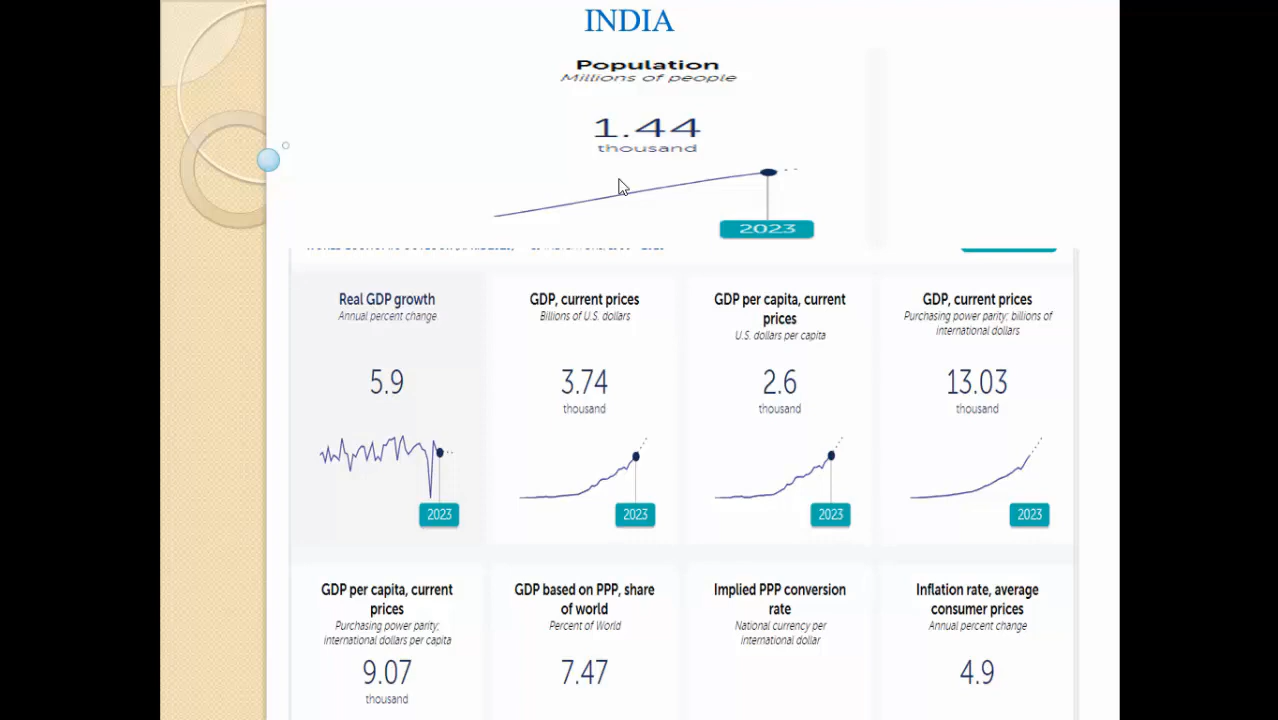 INDIA
Population
Millions of people
1.44
thousand
2023
Real GDP growth
Annual percent change
5.9
2023
GDP, current prices
Billions of U.S. dollars
3.74
thousand
2023
GDP per capita, current
prices
U.S. dollars per capita
2.6
thousand
2023
GDP, current prices
Purchasing power parity; billions of
international dollars
13.03
thousand
2023
GDP per capita, current
prices
Purchasing power parity;
international dollars per capita
9.07
thousand
GDP based on PPP, share
of world
Percent of World
7.47
Implied PPP conversion
rate
National currency per
international dollar
Inflation rate, average
consumer prices
Annual percent change
4.9